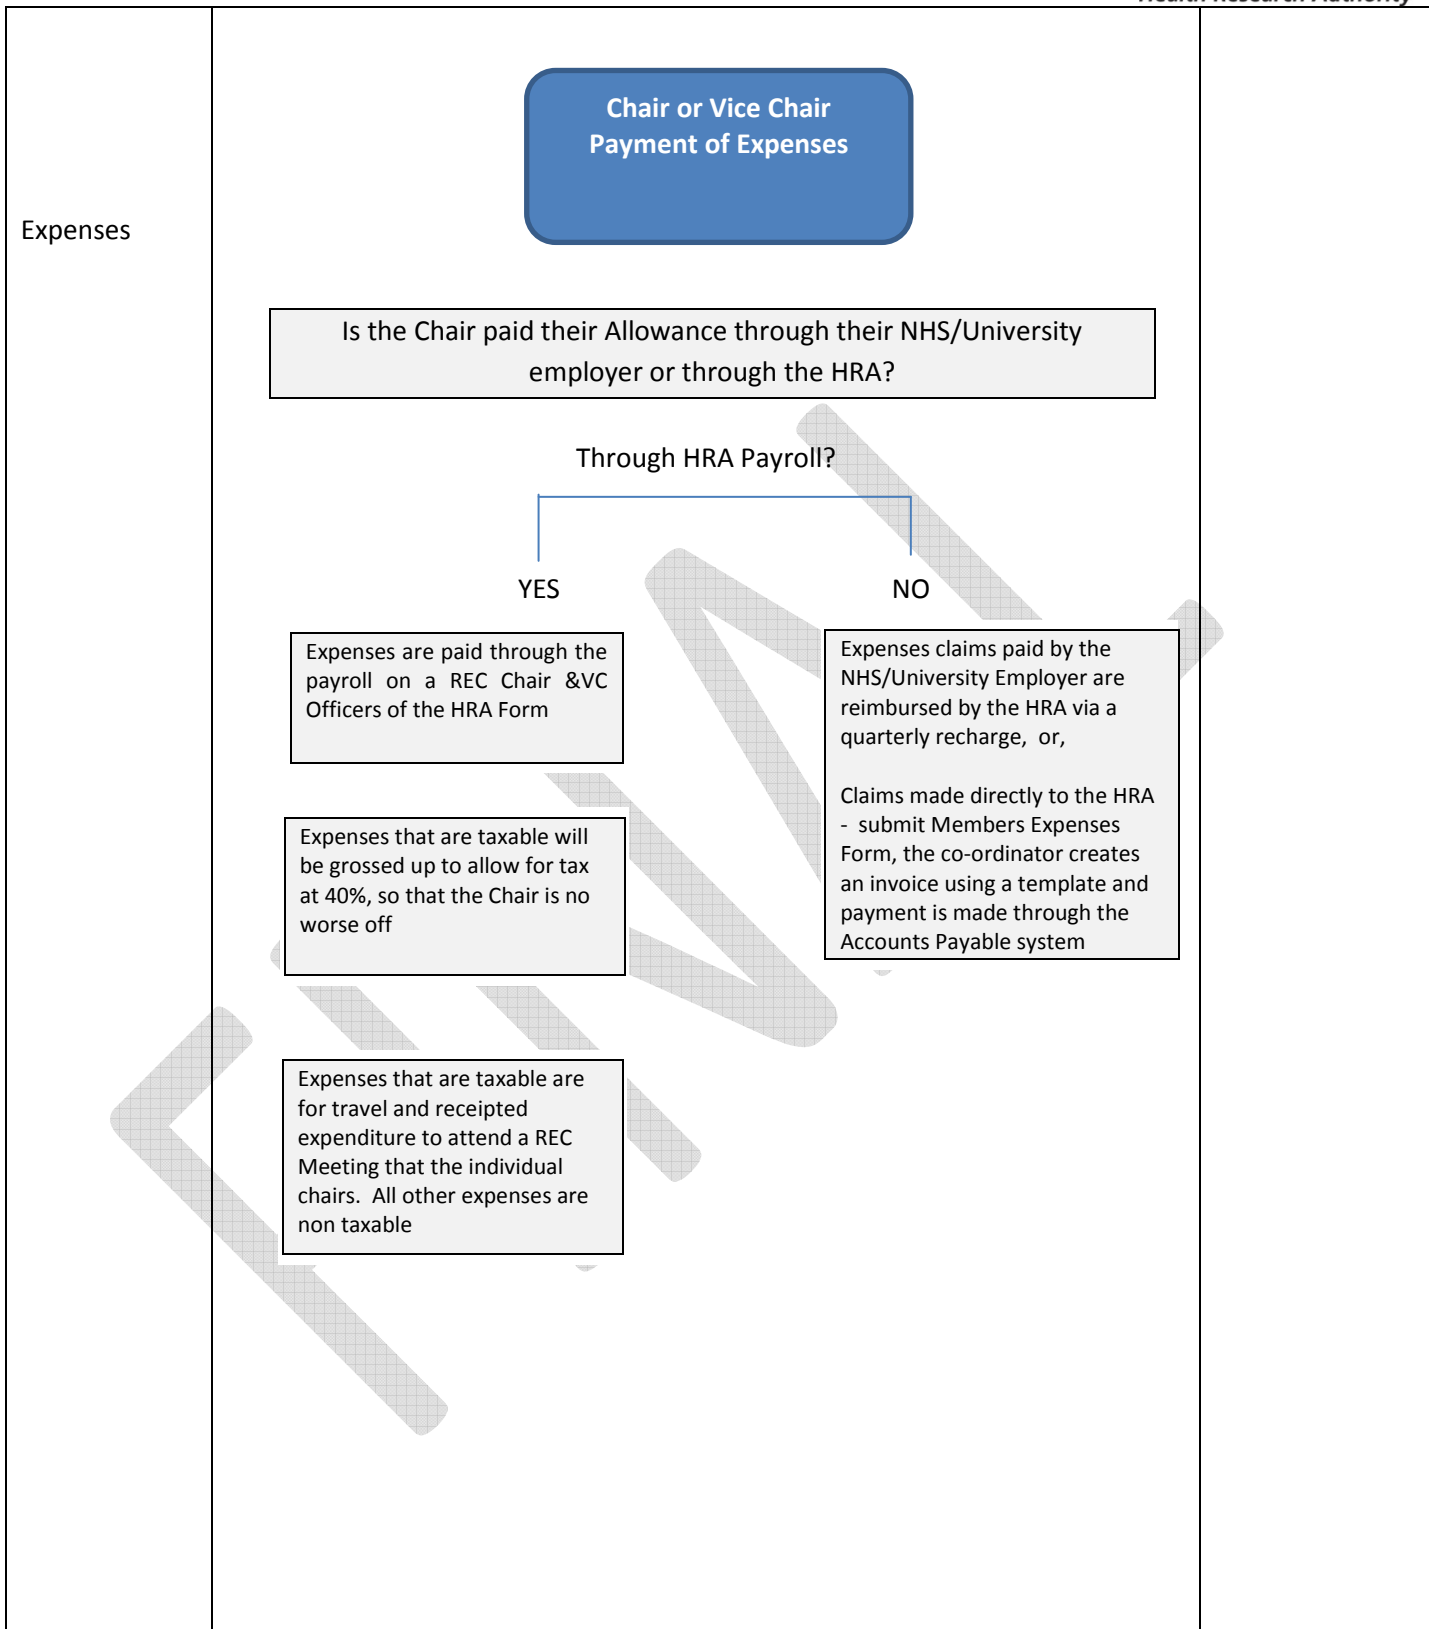 Health Research Authority
Chair or Vice Chair
Payment of Expenses
Expenses
Is the Chair paid their Allowance through their NHS/University
employer or through the HRA?
Through HRA Payroll?
YES
NO
Expenses are paid through the
payroll on a REC Chair &VC
Officers of the HRA Form
Expenses claims paid by the
NHS/University Employer are
reimbursed by the HRA via a
quarterly recharge, or,
Claims made directly to the HRA
- submit Members Expenses
Form, the co-ordinator creates
an invoice using a template and
payment is made through the
Accounts Payable system
Expenses that are taxable will
be grossed up to allow for tax
at 40%, so that the Chair is no
worse off
Expenses that are taxable are
for travel and receipted
expenditure to attend a REC
Meeting that the individual
chairs. All other expenses are
non taxable
FINAL